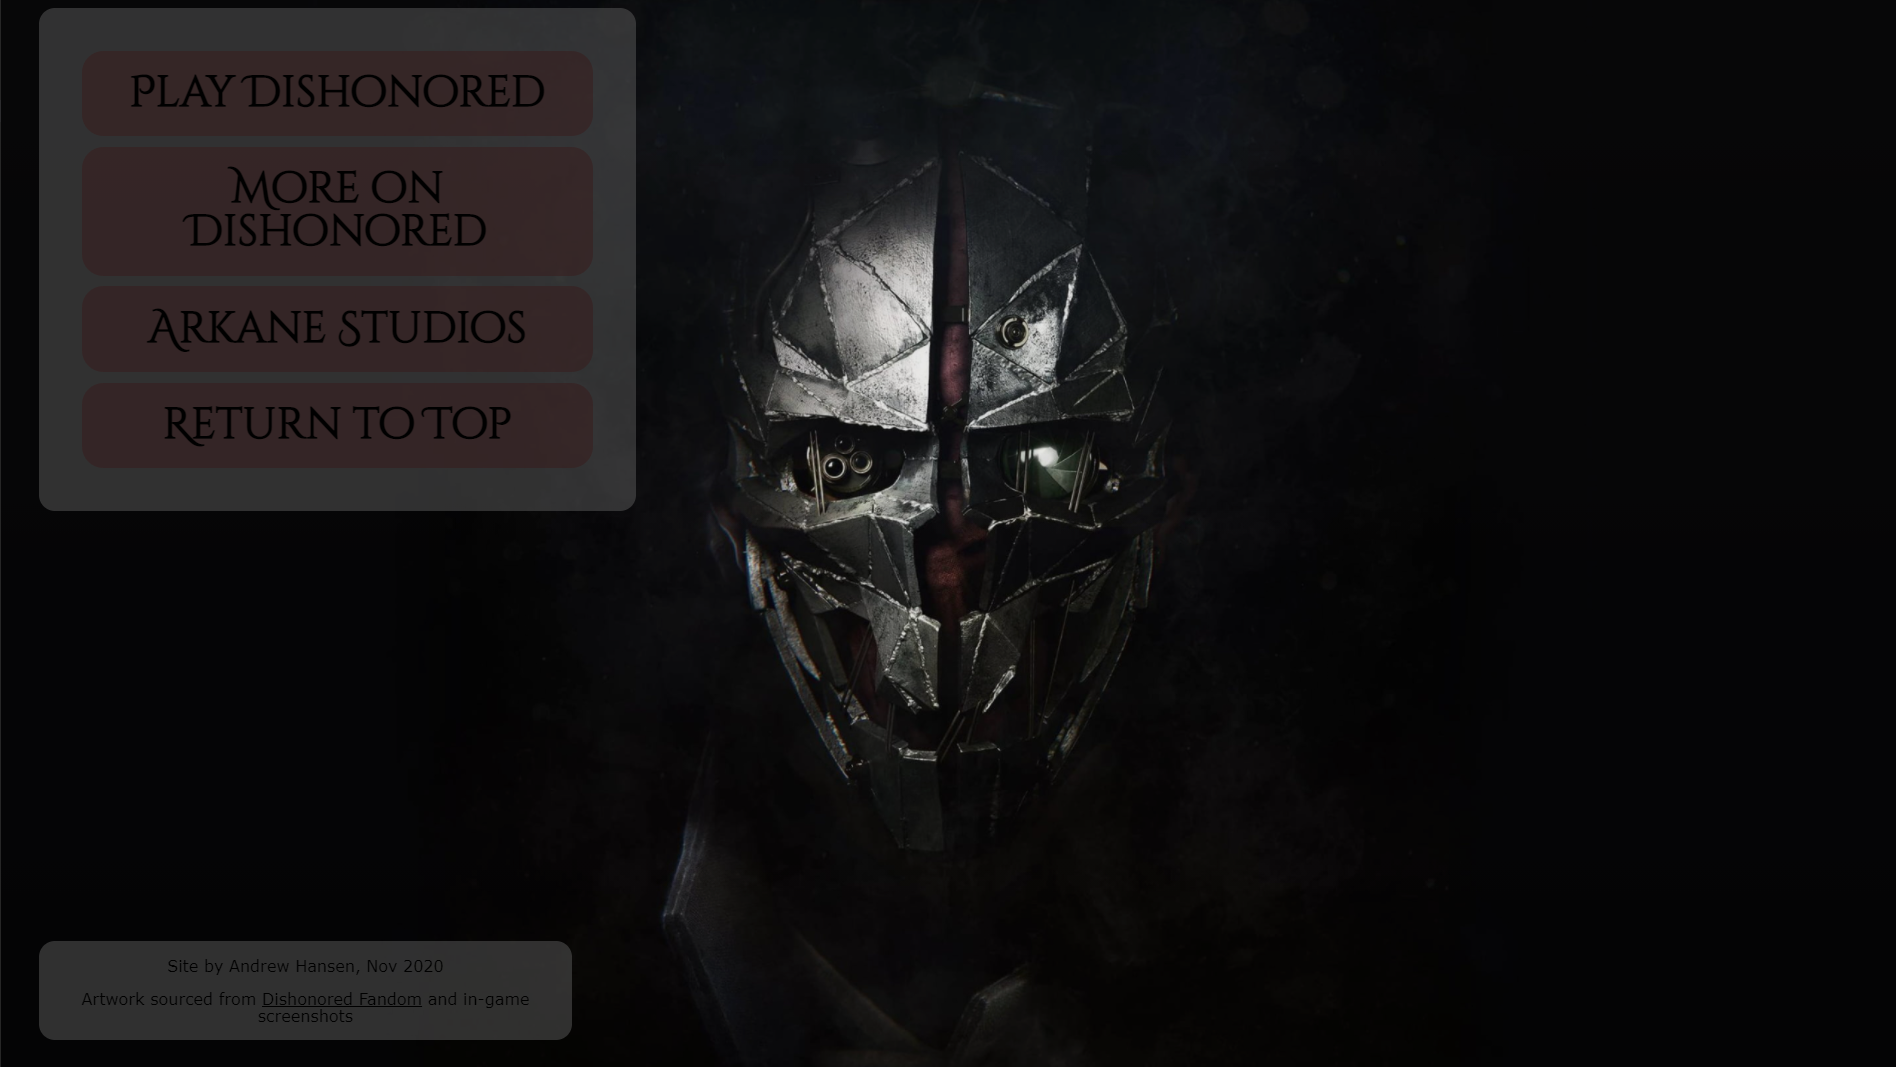 Play Dishonored
More on
Dishonored
Arkane Studios
Return to Top
Site by Andrew Hansen, Nov 2020
Artwork sourced from Dishonored Fandom and in-game
screenshots